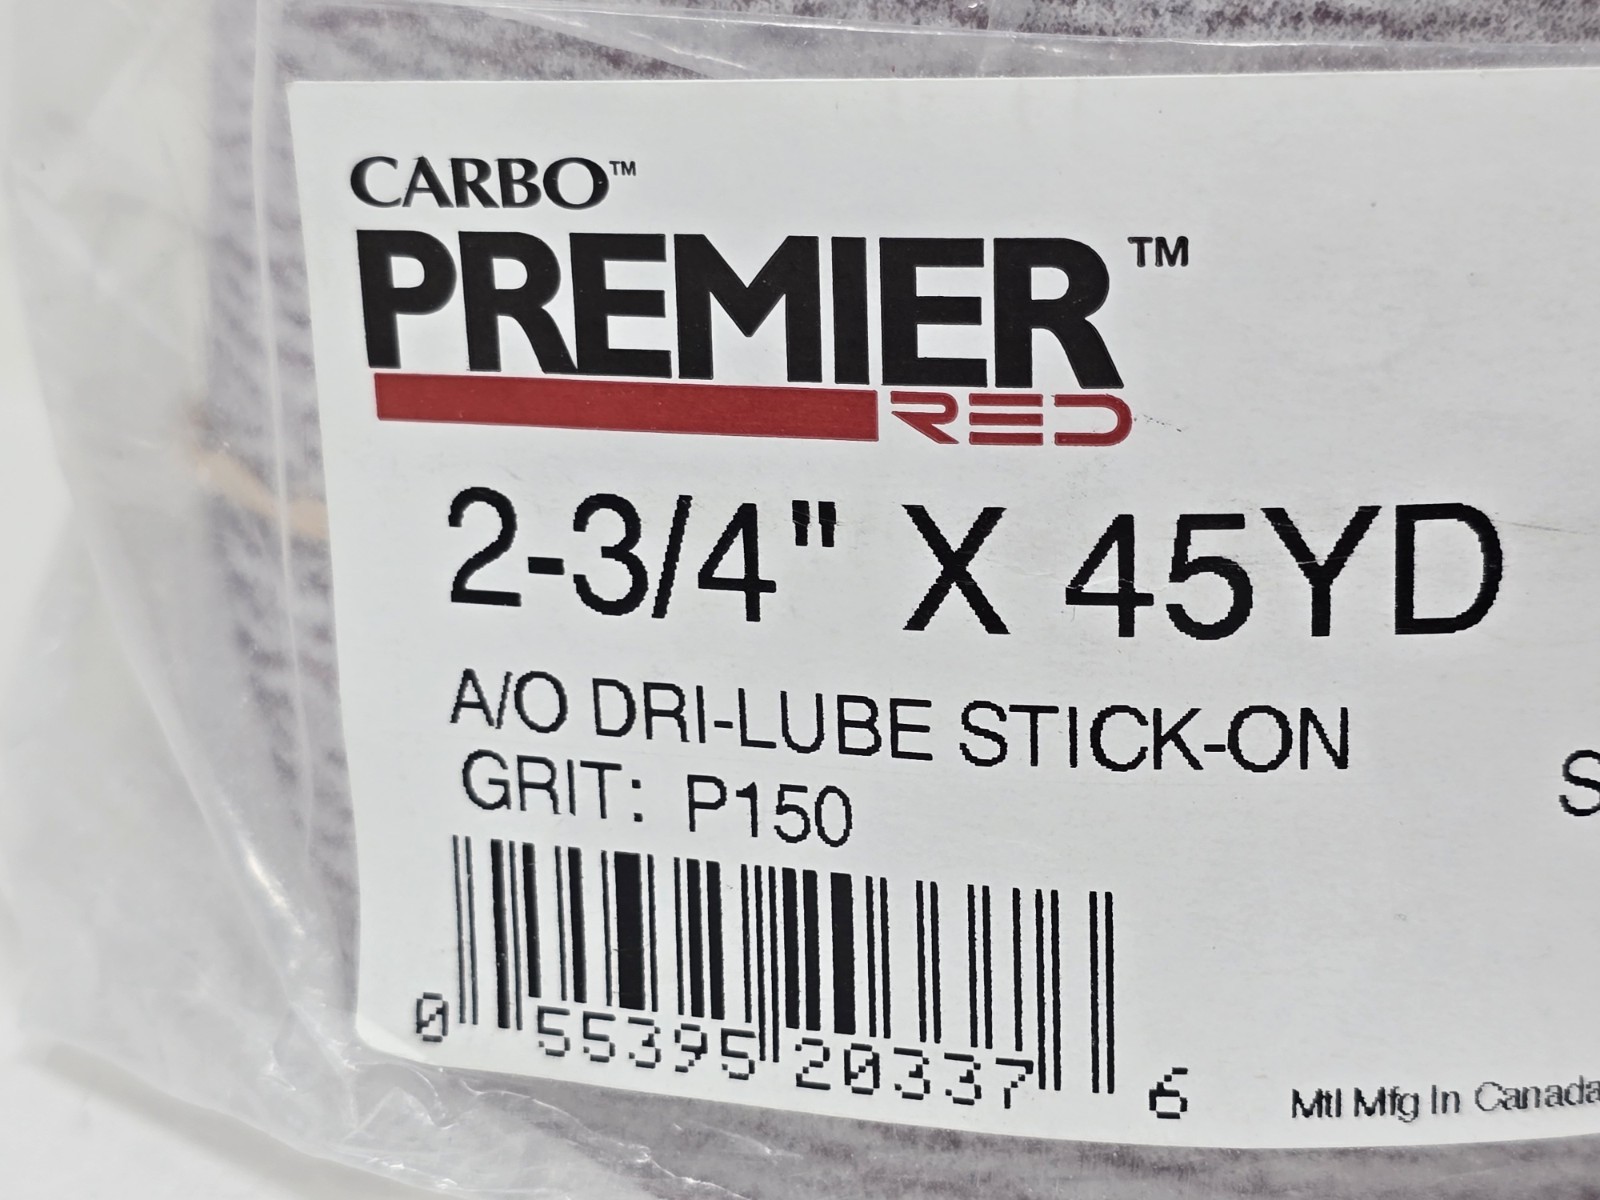 CARBO™
PREMIER™
RED
2-3/4" X 45YD
A/O DRI-LUBE STICK-ON
GRIT: P150
S
0 55395 20337 6
Mtl Mfg In Canada